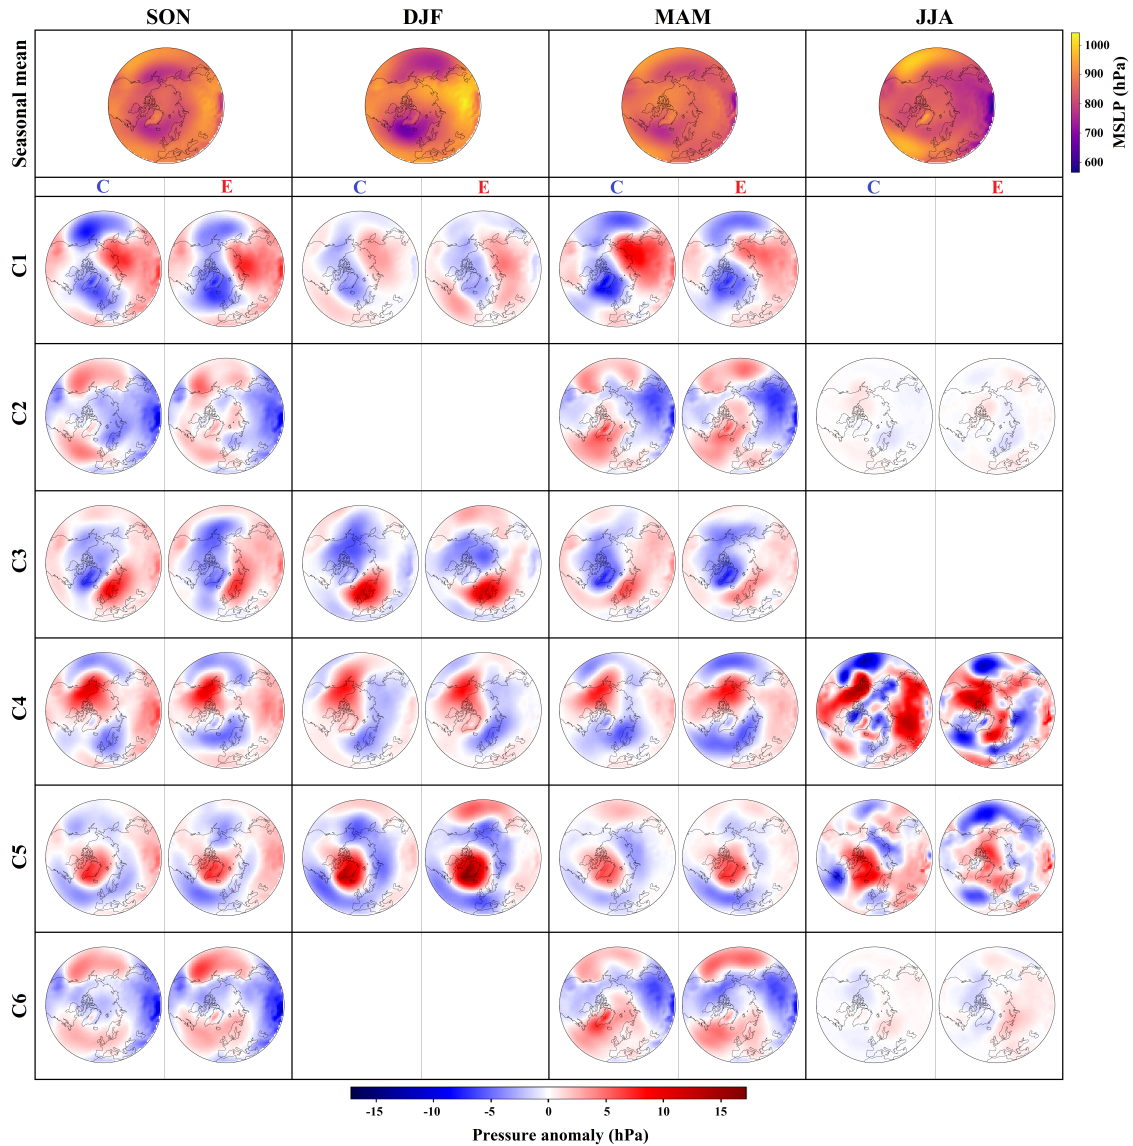 SON DJF MAM JJA
Seasonal mean
1000
900
800
700
600
MSLP (hPa)
C E C E C E C E
C1
C2
C3
C4
C5
C6
-15 -10 -5 0 5 10 15
Pressure anomaly (hPa)